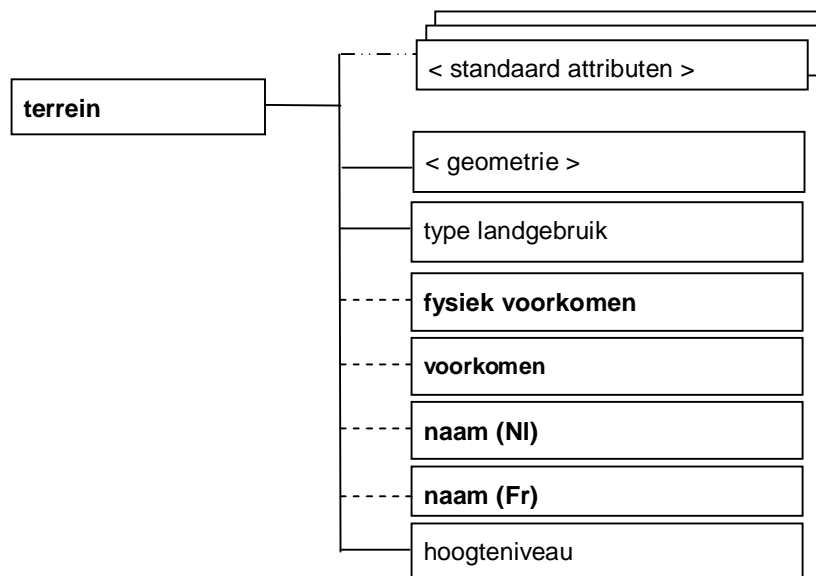 < standaard attributen >
terrein
< geometrie >
type landgebruik
fysiek voorkomen
voorkomen
naam (Nl)
naam (Fr)
hoogteniveau